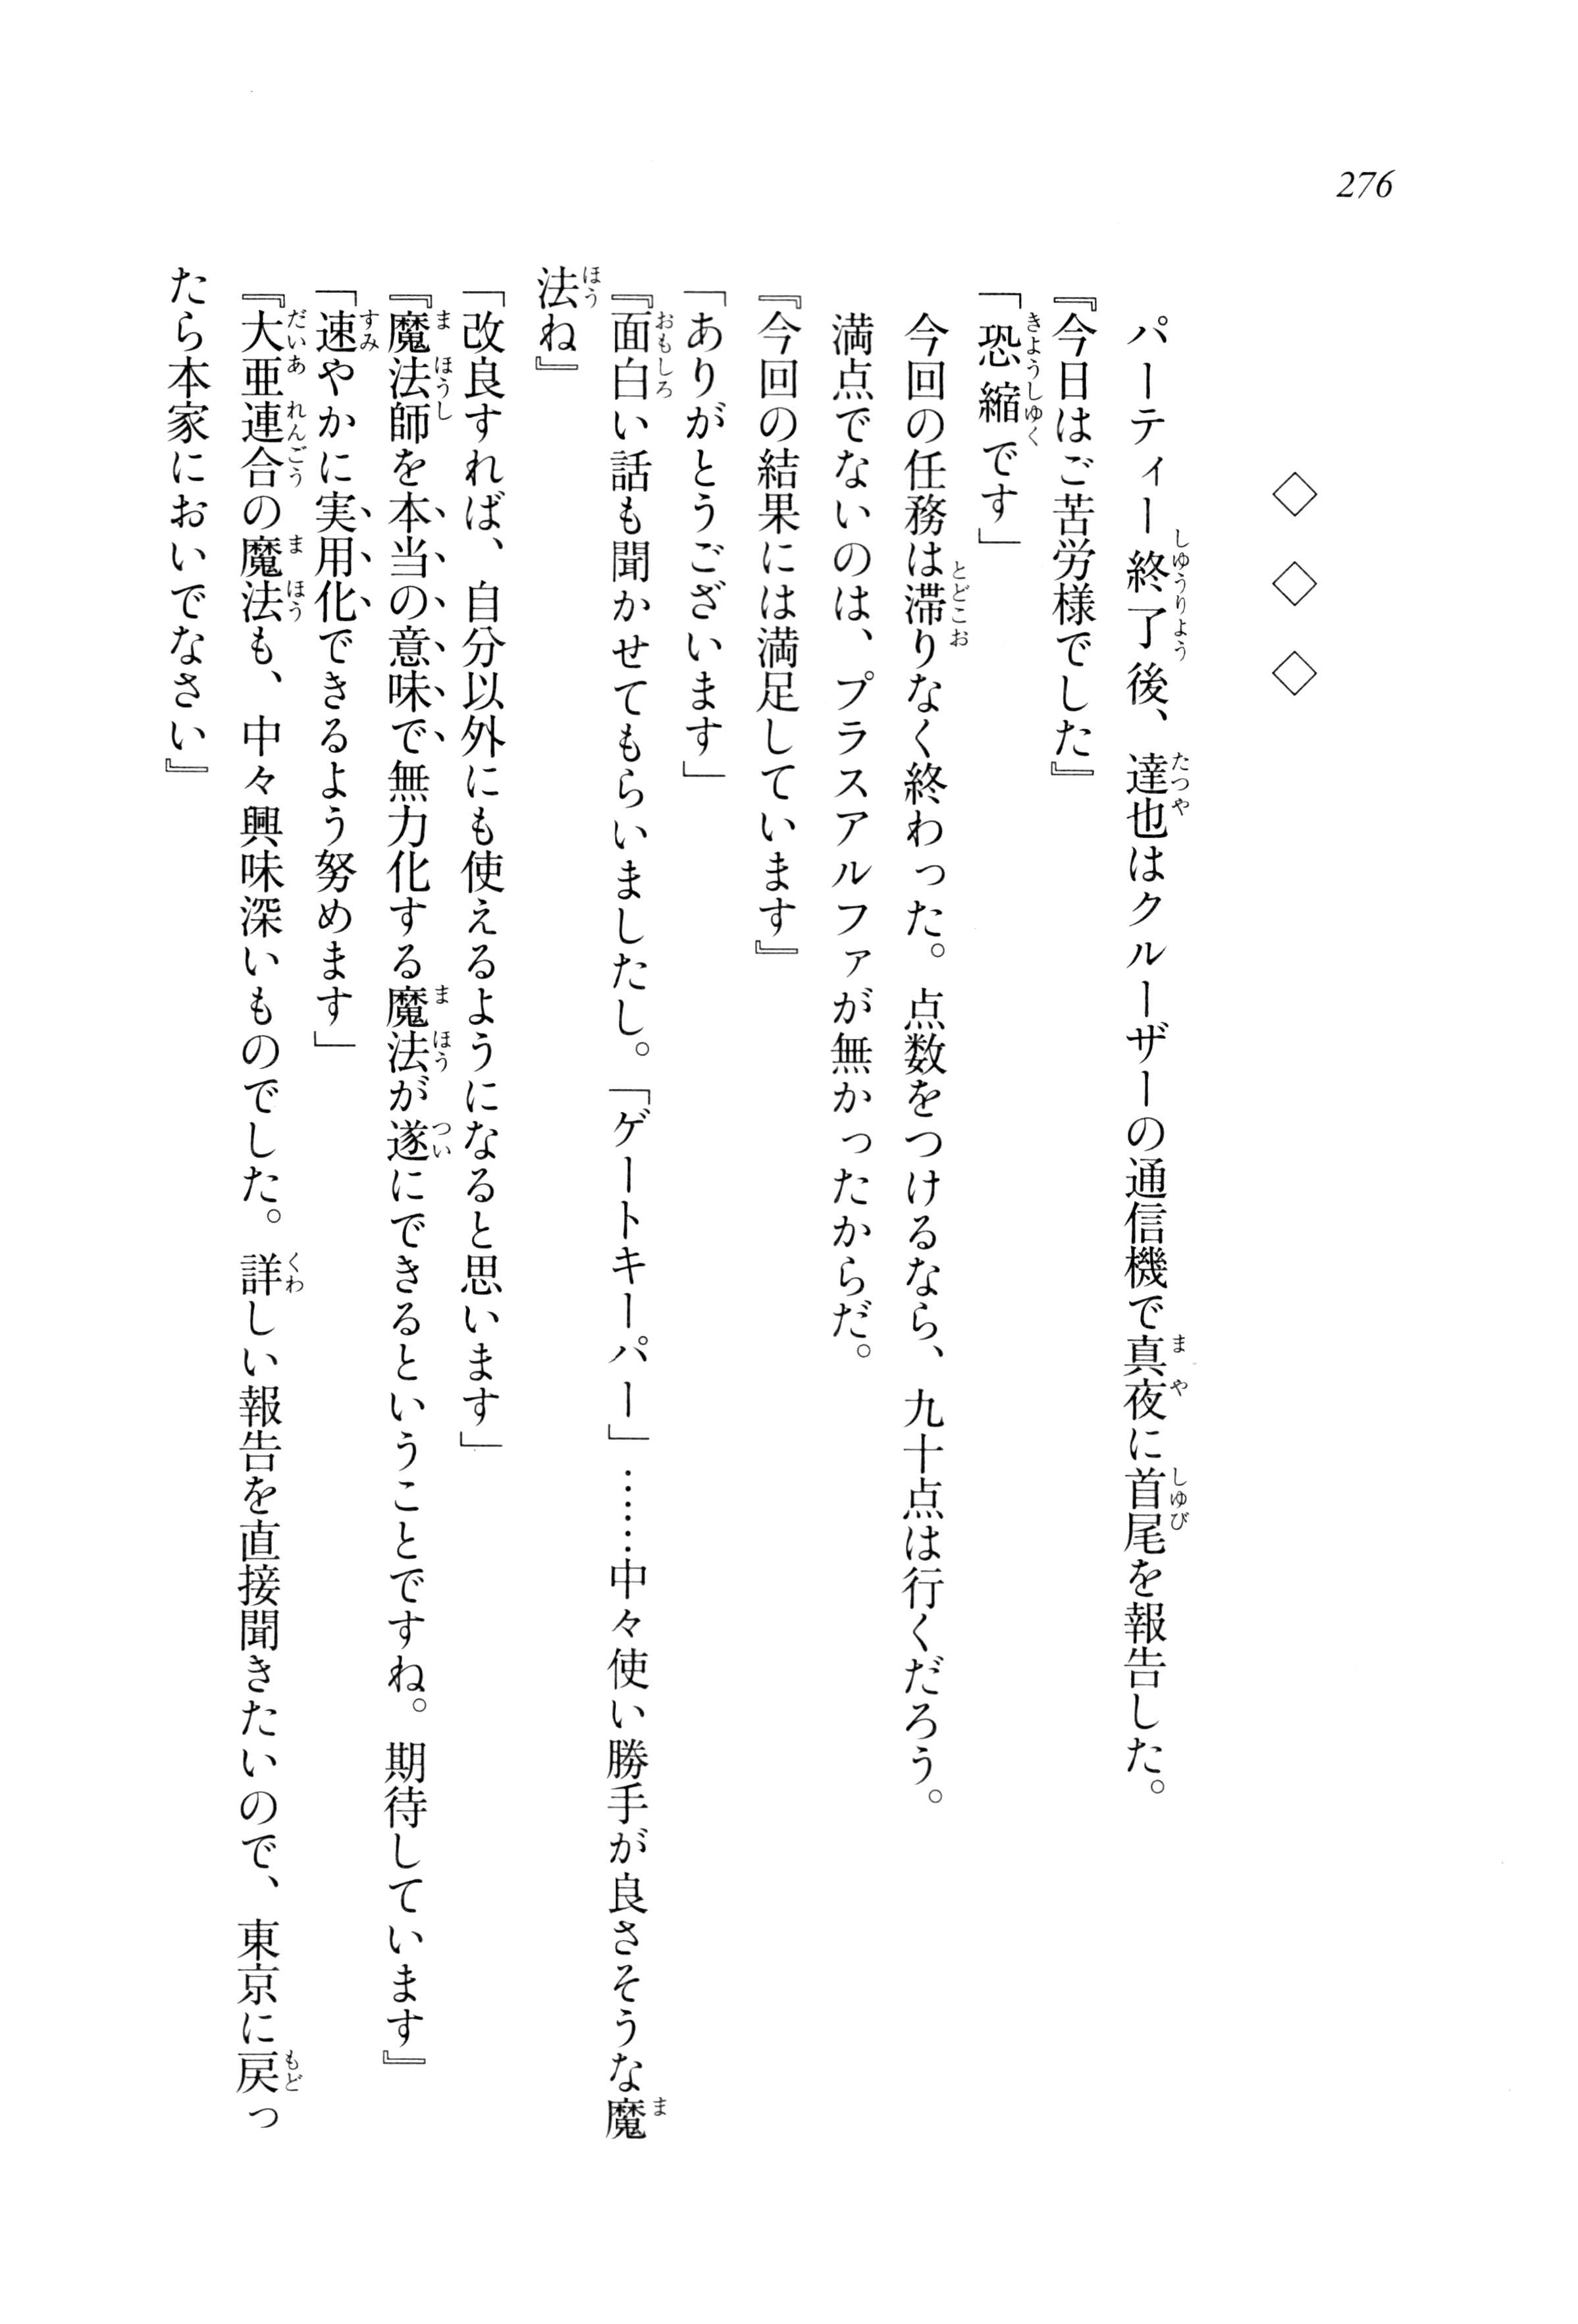 276
◇ ◇ ◇
パーティー終了後、達也はクルーザーの通信機で真夜に首尾を報告した。
『今日はご苦労様でした』
「恐縮です」
今回の任務は滞りなく終わった。点数をつけるなら、九十点は行くだろう。
満点でないのは、プラスアルファが無かったからだ。
『今回の結果には満足しています』
「ありがとうございます」
『面白い話も聞かせてもらいましたし。「ゲートキーパー」……中々使い勝手が良さそうな魔
法ね』
「改良すれば、自分以外にも使えるようになると思います」
『魔法師を本当の意味で無力化する魔法が遂にできるということですね。期待しています』
「速やかに実用化できるよう努めます」
『大亜連合の魔法も、中々興味深いものでした。詳しい報告を直接聞きたいので、東京に戻っ
たら本家においでなさい』